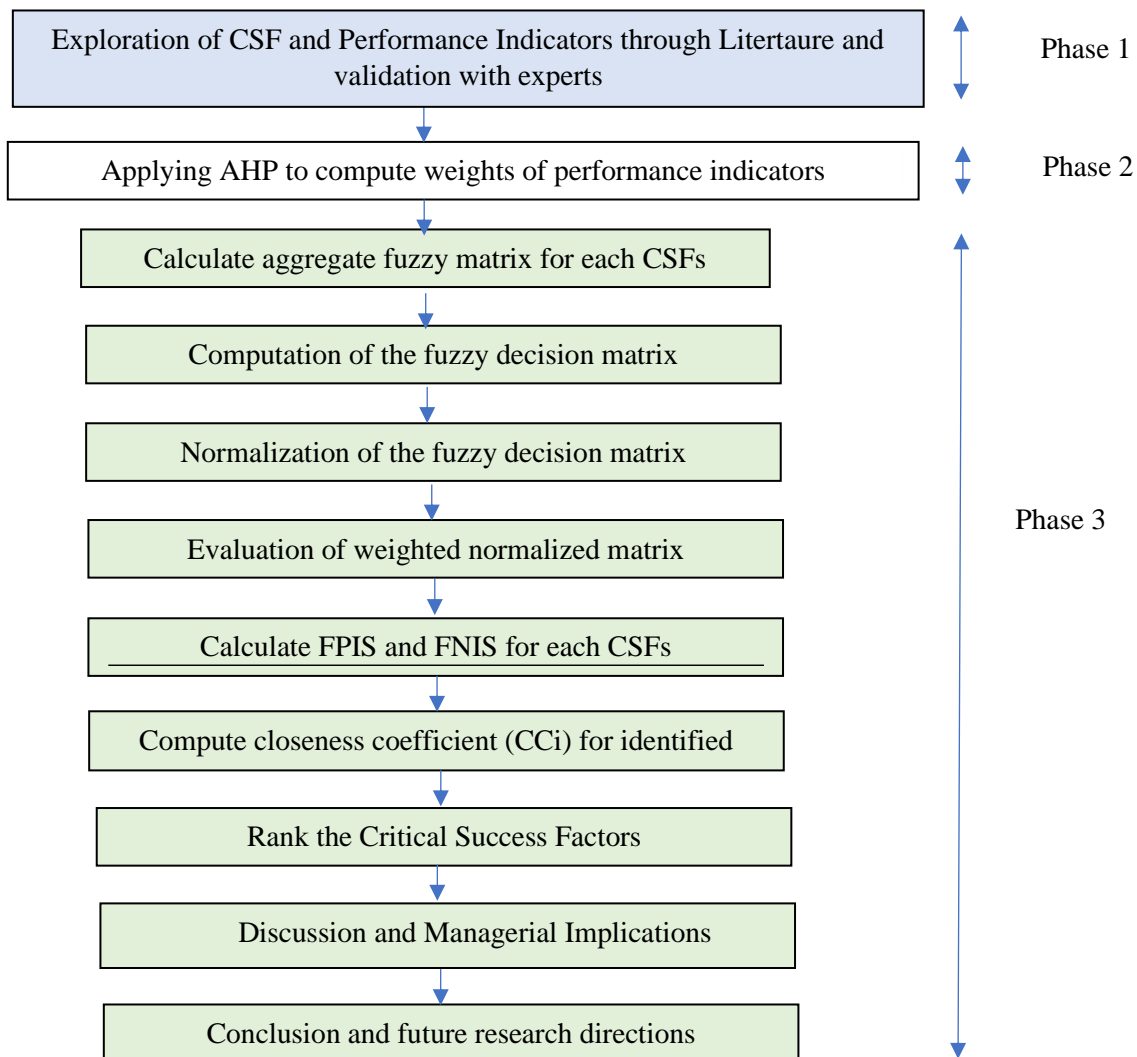 Exploration of CSF and Performance Indicators through Litertaure and
validation with experts
Phase 1
Applying AHP to compute weights of performance indicators
Phase 2
Calculate aggregate fuzzy matrix for each CSFs
Computation of the fuzzy decision matrix
Normalization of the fuzzy decision matrix
Evaluation of weighted normalized matrix
Phase 3
Calculate FPIS and FNIS for each CSFs
Compute closeness coefficient (CCi) for identified
Rank the Critical Success Factors
Discussion and Managerial Implications
Conclusion and future research directions